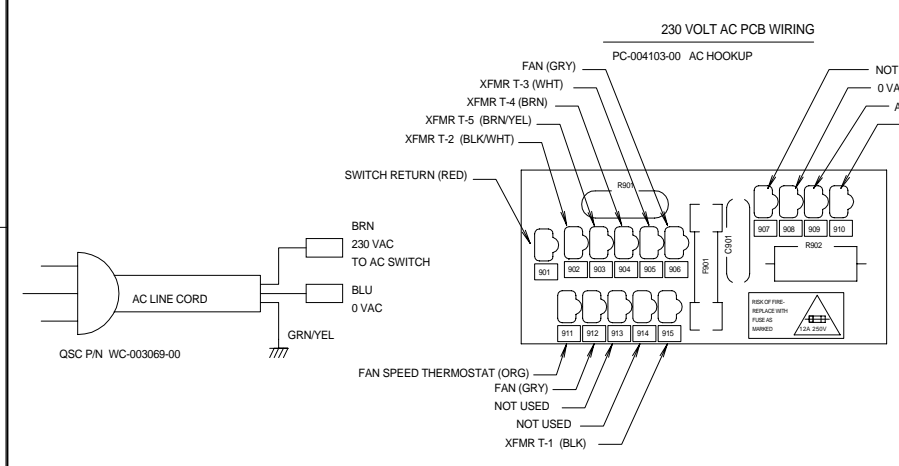 230 VOLT AC PCB WIRING
PC-004103-00 AC HOOKUP
FAN (GRY)
XFMR T-3 (WHT)
XFMR T-4 (BRN)
XFMR T-5 (BRN/YEL)
XFMR T-2 (BLK/WHT)
SWITCH RETURN (RED)
NOT
0 VA
A
R901
901
902
903
904
905
906
F901
C901
907
908
909
910
R902
RISK OF FIRE-
REPLACE WITH
FUSE AS
MARKED
12A 250V
911
912
913
914
915
FAN SPEED THERMOSTAT (ORG)
FAN (GRY)
NOT USED
NOT USED
XFMR T-1 (BLK)
BRN
230 VAC
TO AC SWITCH
BLU
0 VAC
AC LINE CORD
GRN/YEL
QSC P/N WC-003069-00